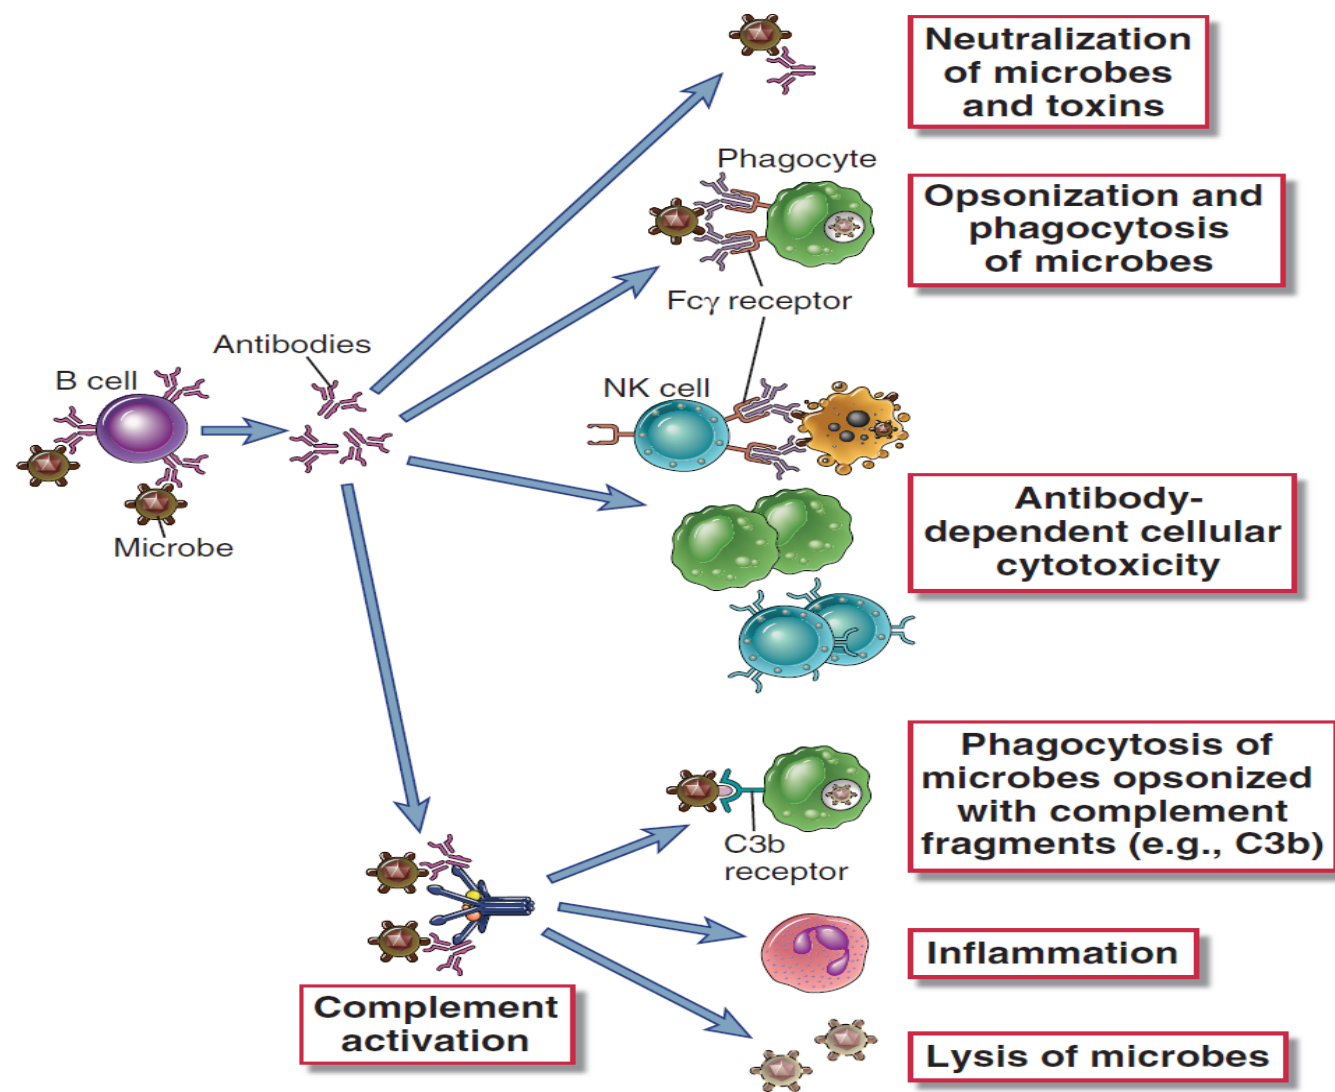 Neutralization
of microbes
and toxins
Phagocyte
Opsonization and
phagocytosis
of microbes
Fcγ receptor
Antibodies
B cell
NK cell
Microbe
Antibody-
dependent cellular
cytotoxicity
Phagocytosis of
microbes opsonized
with complement
fragments (e.g., C3b)
C3b
receptor
Inflammation
Complement
activation
Lysis of microbes